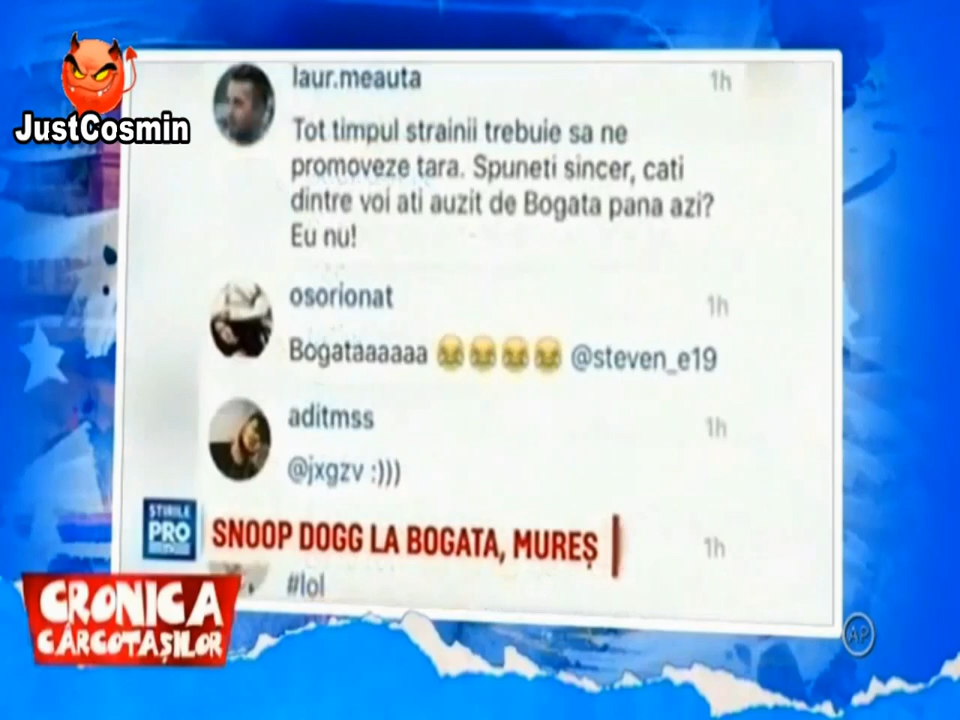 JustCosmin
laur.meauta 1h
Tot timpul strainii trebuie sa ne
promoveze tara. Spuneti sincer, cati
dintre voi ati auzit de Bogata pana azi?
Eu nu!
osorionat 1h
Bogataaaaaa 😂😂😂😂 @steven_e19
aditmss 1h
@jxgzv :)))
ȘTIRILE
PRO
TV
SNOOP DOGG LA BOGATA, MUREȘ 1h
#lol
CRONICA
CÂRCOTAȘILOR
AP